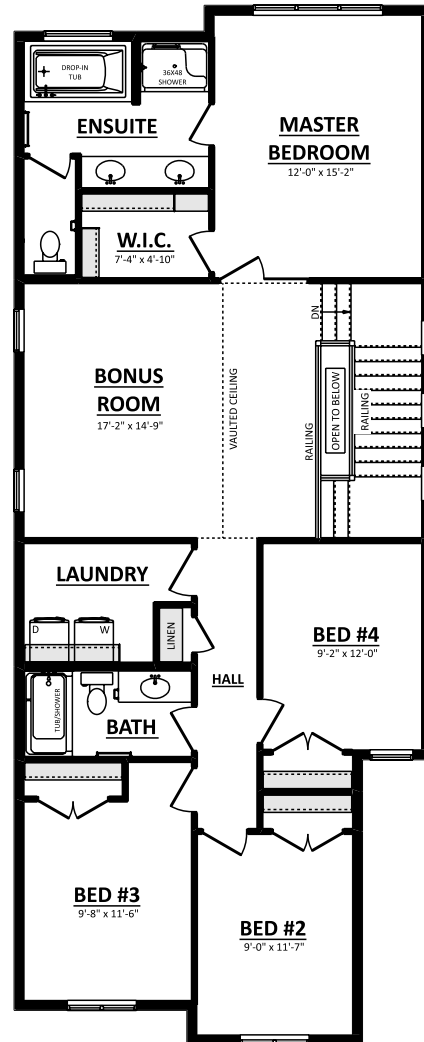 DROP-IN
TUB
36X48
SHOWER
ENSUITE
MASTER
BEDROOM
12'-0" x 15'-2"
W.I.C.
7'-4" x 4'-10"
DN
BONUS
ROOM
17'-2" x 14'-9"
VAULTED CEILING
RAILING
OPEN TO BELOW
RAILING
LAUNDRY
D
W
LINEN
BED #4
9'-2" x 12'-0"
HALL
TUB/SHOWER
BATH
BED #3
9'-8" x 11'-6"
BED #2
9'-0" x 11'-7"